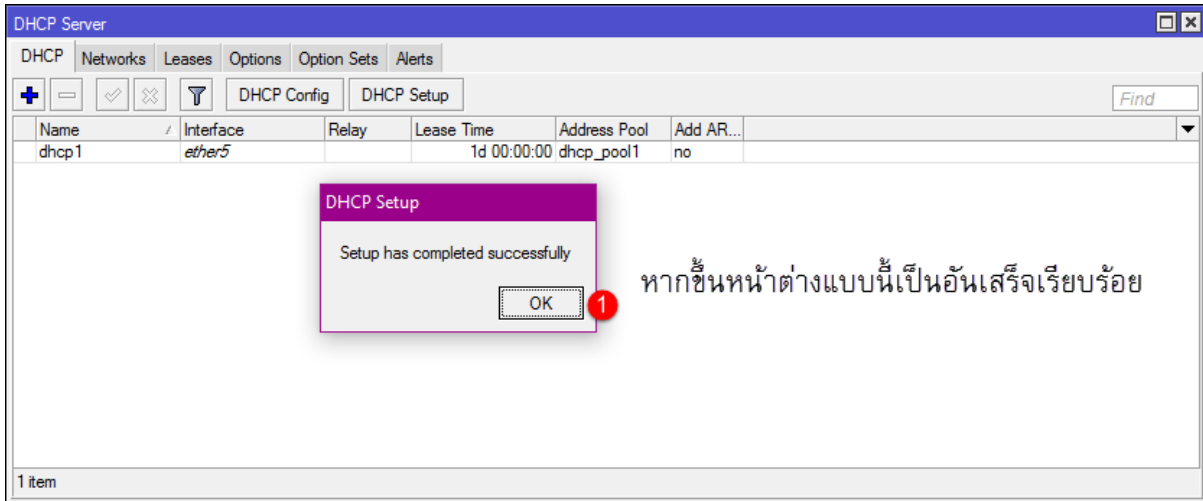 DHCP Server
DHCP Networks Leases Options Option Sets Alerts
DHCP Config DHCP Setup Find
Name Interface Relay Lease Time Address Pool Add AR...
dhcp1 ether5 1d 00:00:00 dhcp_pool1 no
DHCP Setup
Setup has completed successfully
หากขึ้นหน้าต่างแบบนี้เป็นอันเสร็จเรียบร้อย
OK 1
1 item